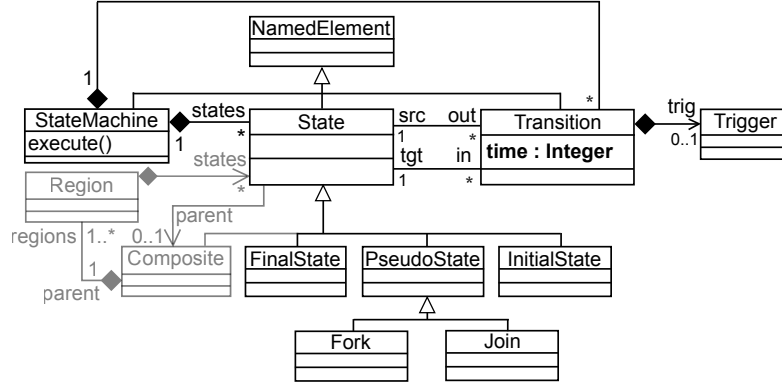 NamedElement
1
*
StateMachine
execute()
states
1
*
State
src
out
1
*
tgt
in
1
*
Transition
time : Integer
trig
0..1
Trigger
Region
states
*
parent
regions
1..*
0..1
1
parent
Composite
FinalState
PseudoState
InitialState
Fork
Join